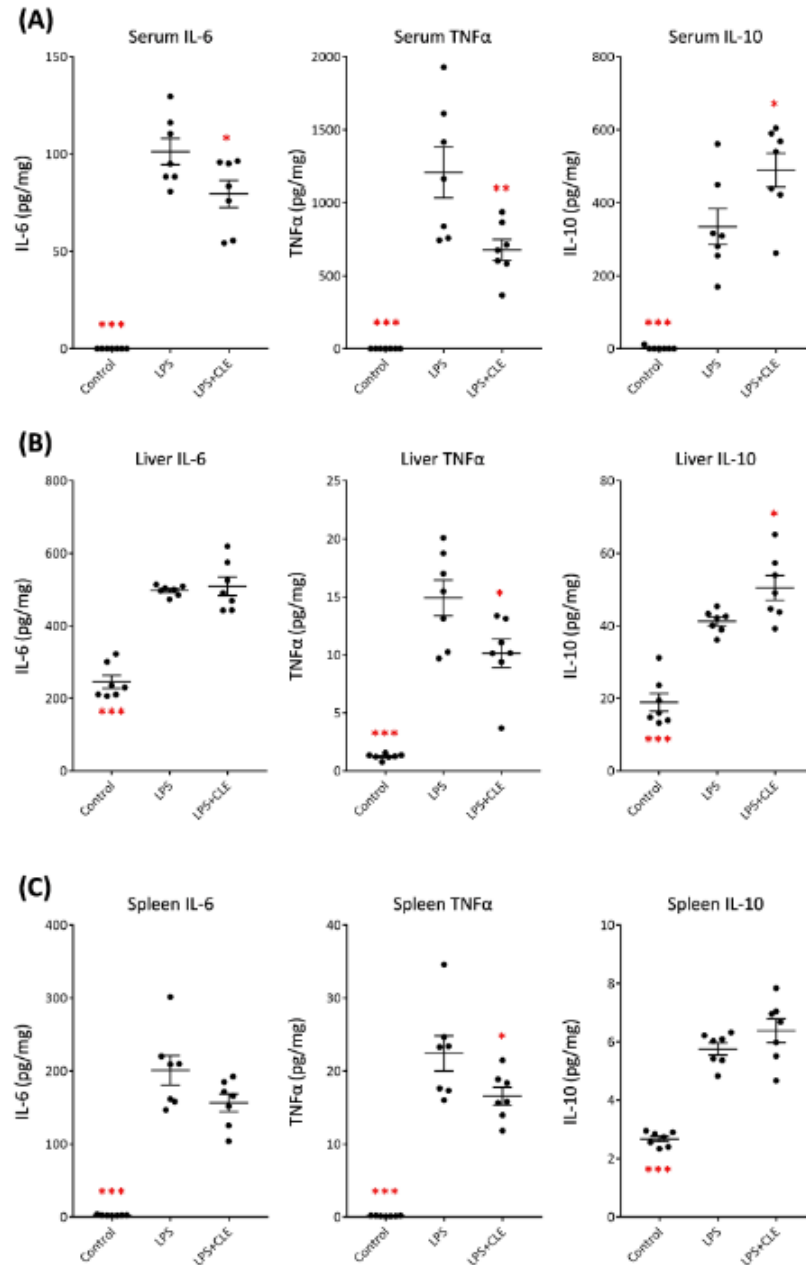 (A)
Serum IL-6
IL-6 (pg/mg)
150
100
50
0
*
***
Control
LPS
LPS+CLE
Serum TNFα
TNFα (pg/mg)
2000
1500
1000
500
0
**
***
Control
LPS
LPS+CLE
Serum IL-10
IL-10 (pg/mg)
800
600
400
200
0
*
***
Control
LPS
LPS+CLE
(B)
Liver IL-6
IL-6 (pg/mg)
800
600
400
200
0
***
Control
LPS
LPS+CLE
Liver TNFα
TNFα (pg/mg)
25
20
15
10
5
0
*
***
Control
LPS
LPS+CLE
Liver IL-10
IL-10 (pg/mg)
80
60
40
20
0
*
***
Control
LPS
LPS+CLE
(C)
Spleen IL-6
IL-6 (pg/mg)
400
300
200
100
0
***
Control
LPS
LPS+CLE
Spleen TNFα
TNFα (pg/mg)
40
30
20
10
0
*
***
Control
LPS
LPS+CLE
Spleen IL-10
IL-10 (pg/mg)
10
8
6
4
2
0
***
Control
LPS
LPS+CLE